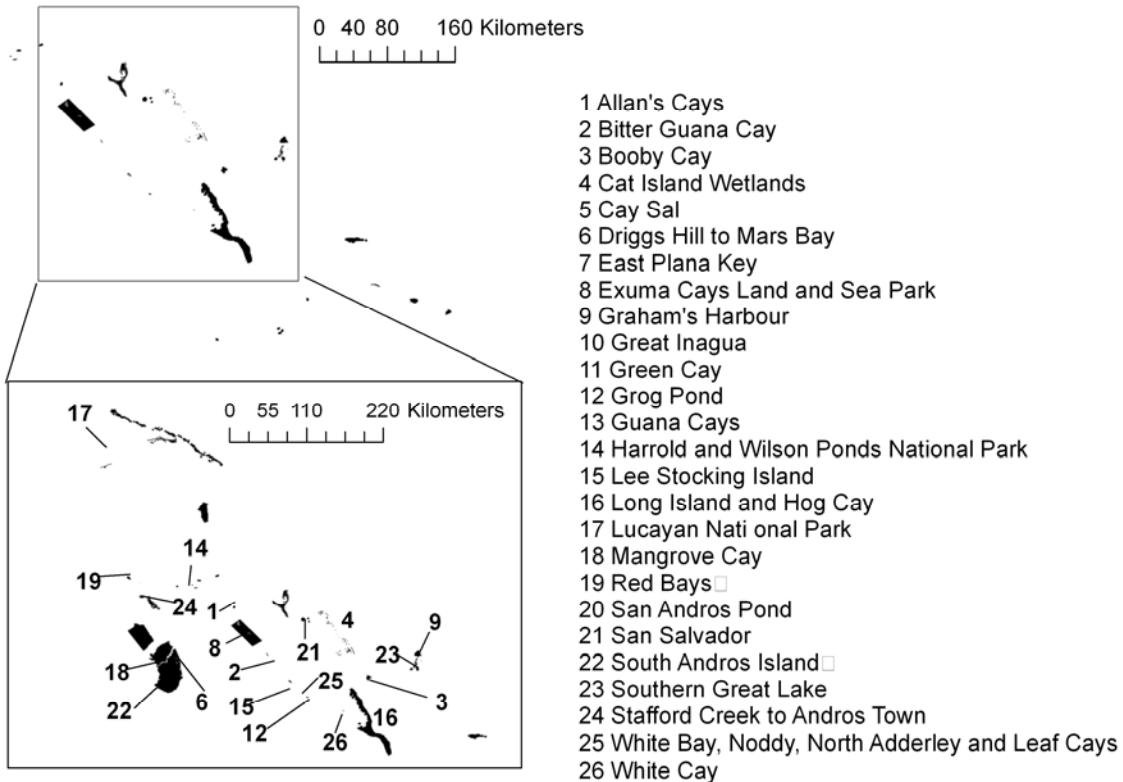 0 40 80 160 Kilometers
1 Allan's Cays
2 Bitter Guana Cay
3 Booby Cay
4 Cat Island Wetlands
5 Cay Sal
6 Driggs Hill to Mars Bay
7 East Plana Key
8 Exuma Cays Land and Sea Park
9 Graham's Harbour
10 Great Inagua
11 Green Cay
12 Grog Pond
13 Guana Cays
14 Harrold and Wilson Ponds National Park
15 Lee Stocking Island
16 Long Island and Hog Cay
17 Lucayan Nati onal Park
18 Mangrove Cay
19 Red Bays□
20 San Andros Pond
21 San Salvador
22 South Andros Island□
23 Southern Great Lake
24 Stafford Creek to Andros Town
25 White Bay, Noddy, North Adderley and Leaf Cays
26 White Cay
0 55 110 220 Kilometers
17
14
19
24
1
4
9
8
21
23
18
2
25
6
15
3
22
12
26
16